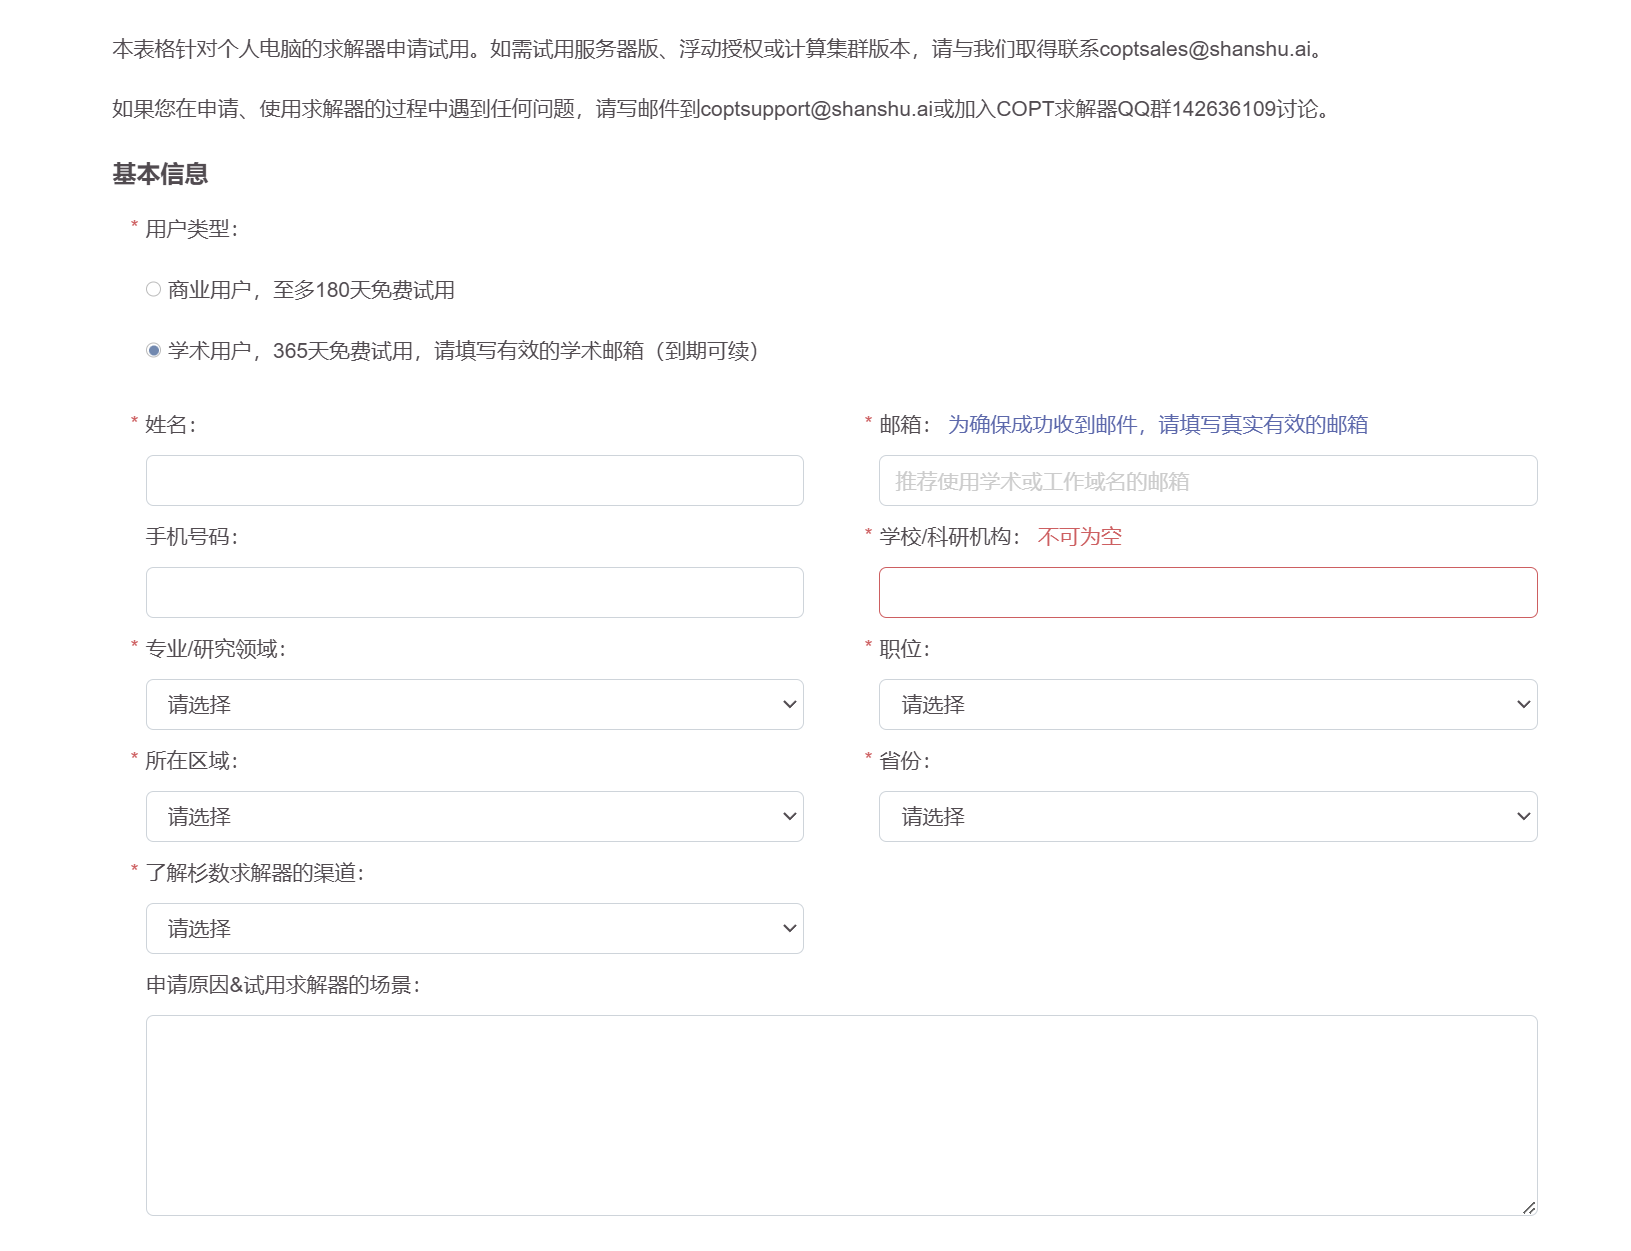 本表格针对个人电脑的求解器申请试用。如需试用服务器版、浮动授权或计算集群版本，请与我们取得联系coptsales@shanshu.ai。
如果您在申请、使用求解器的过程中遇到任何问题，请写邮件到coptsupport@shanshu.ai或加入COPT求解器QQ群142636109讨论。
基本信息
* 用户类型：
商业用户，至多180天免费试用
学术用户，365天免费试用，请填写有效的学术邮箱（到期可续）
* 姓名：
* 邮箱： 为确保成功收到邮件，请填写真实有效的邮箱
推荐使用学术或工作域名的邮箱
手机号码：
* 学校/科研机构： 不可为空
* 专业/研究领域：
* 职位：
请选择
请选择
* 所在区域：
* 省份：
请选择
请选择
* 了解杉数求解器的渠道：
请选择
申请原因&试用求解器的场景：